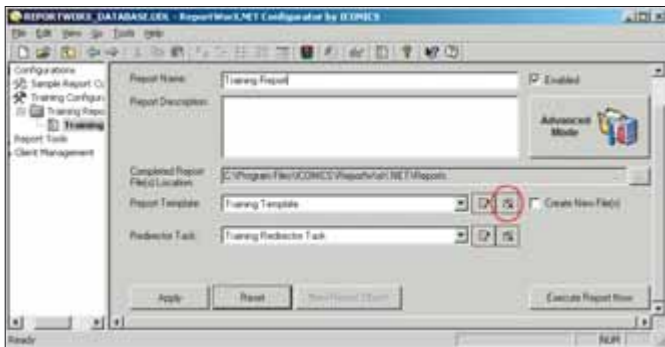 REPORTWORX_DATABASE.UDL - ReportWorX.NET Configurator by ICONICS
File Edit View Go Tools Help
Configurations
Sample Report Co
Training Configura
Training Repo
Training
Report Tools
Client Management
Report Name:
Training Report
Enabled
Report Description:
Advanced Mode
Completed Report File(s) Location:
C:\Program Files\ICONICS\ReportWorX.NET\Reports
Report Template:
Training Template
Create New File(s)
Redirector Task:
Training Redirector Task
Apply
Reset
Execute Report Now
Ready
NUM